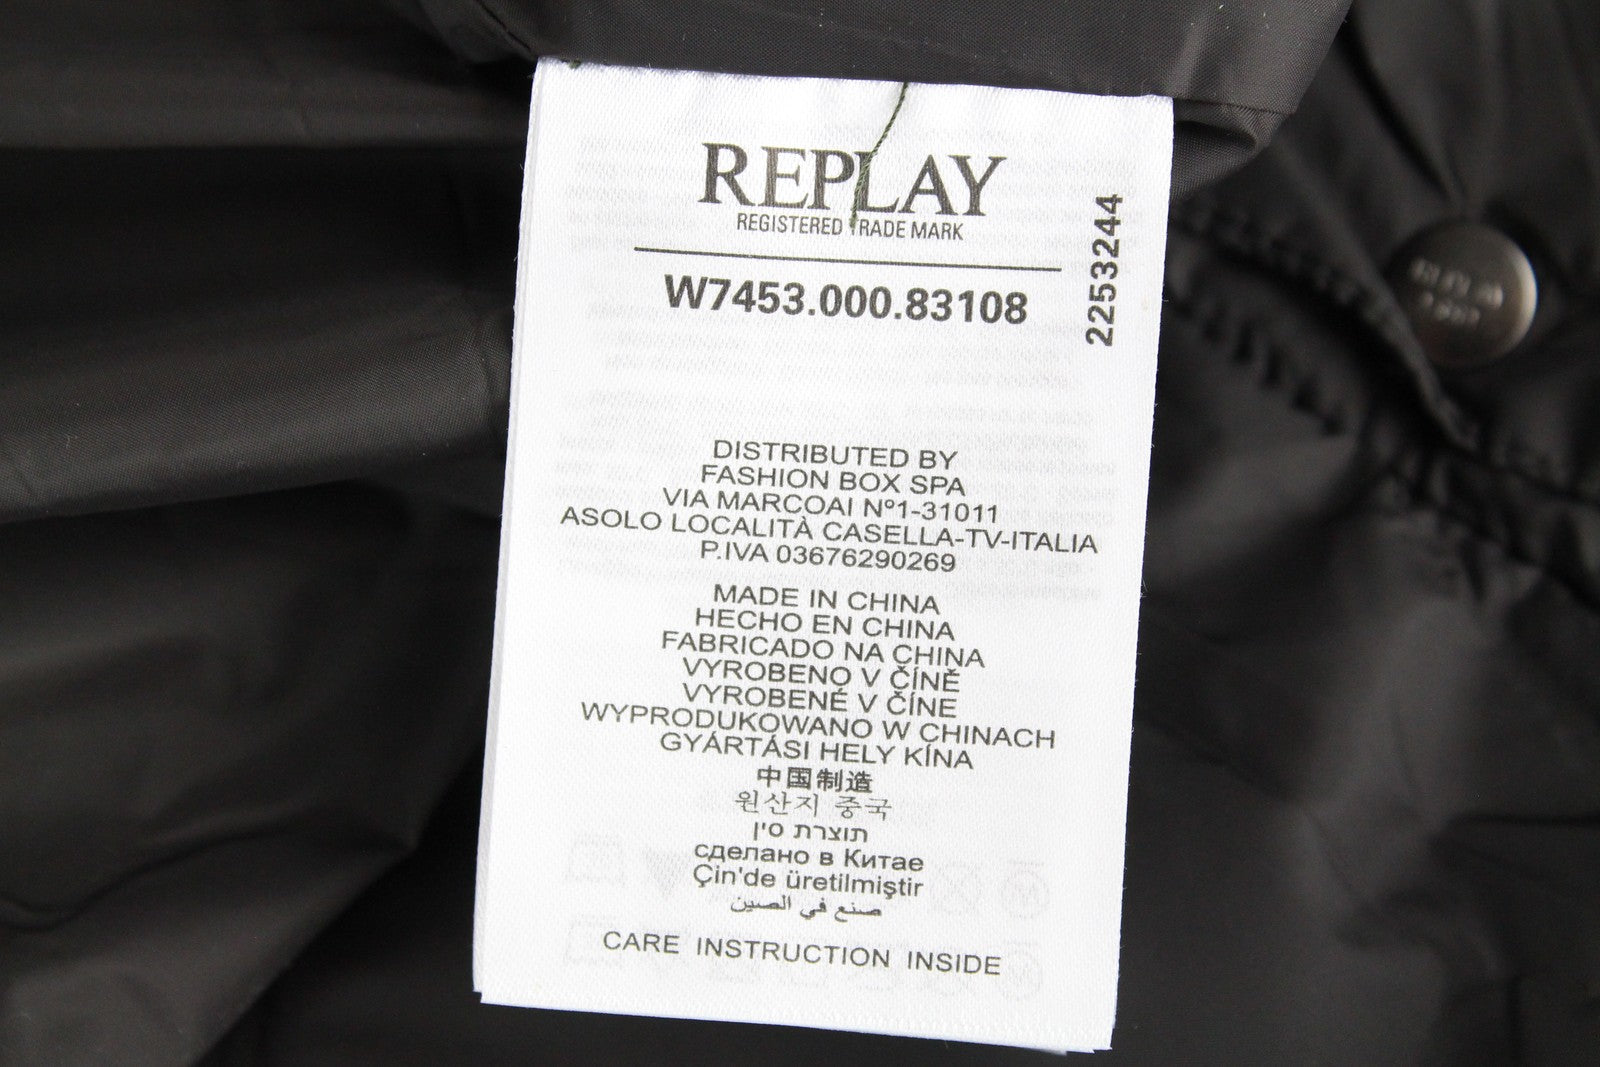 REPLAY
REGISTERED TRADE MARK
W7453.000.83108
2253244
DISTRIBUTED BY
FASHION BOX SPA
VIA MARCOAI Nº1-31011
ASOLO LOCALITÀ CASELLA-TV-ITALIA
P.IVA 03676290269
MADE IN CHINA
HECHO EN CHINA
FABRICADO NA CHINA
VYROBENO V ČÍNĚ
VYROBENÉ V ČÍNE
WYPRODUKOWANO W CHINACH
GYÁRTÁSI HELY KÍNA
中国制造
원산지 중국
תוצרת סין
сделано в Китае
Çin'de üretilmiştir
صنع في الصين
CARE INSTRUCTION INSIDE